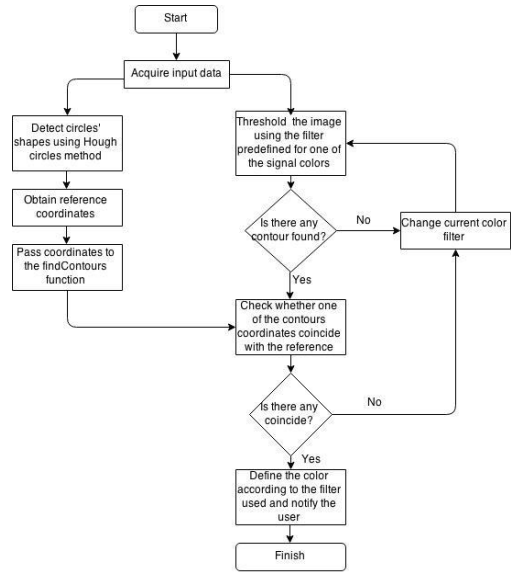 Start
Acquire input data
Detect circles'
shapes using Hough
circles method
Obtain reference
coordinates
Pass coordinates to
the findContours
function
Threshold the image
using the filter
predefined for one of
the signal colors
Is there any
contour found?
No
Change current color
filter
Yes
Check whether one
of the contours
coordinates coincide
with the reference
Is there any
coincide?
No
Yes
Define the color
according to the filter
used and notify the
user
Finish